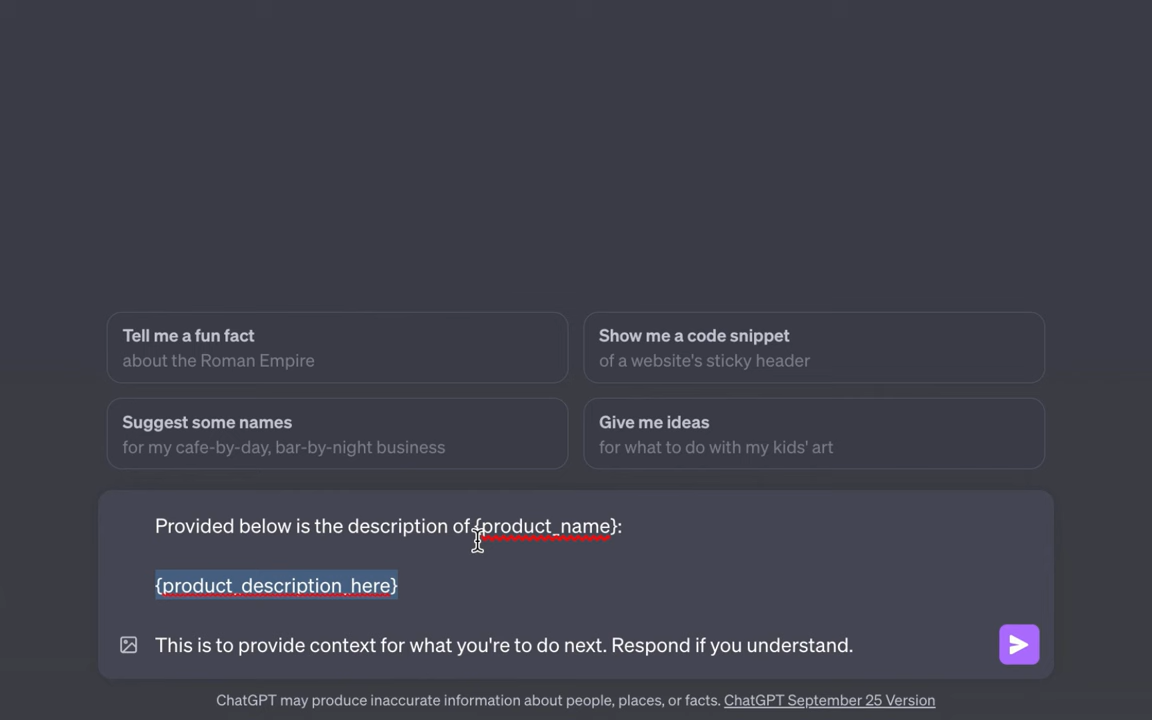 Tell me a fun fact
about the Roman Empire
Show me a code snippet
of a website's sticky header
Suggest some names
for my cafe-by-day, bar-by-night business
Give me ideas
for what to do with my kids' art
Provided below is the description of {product_name}:
{product_description_here}
This is to provide context for what you're to do next. Respond if you understand.
ChatGPT may produce inaccurate information about people, places, or facts. ChatGPT September 25 Version